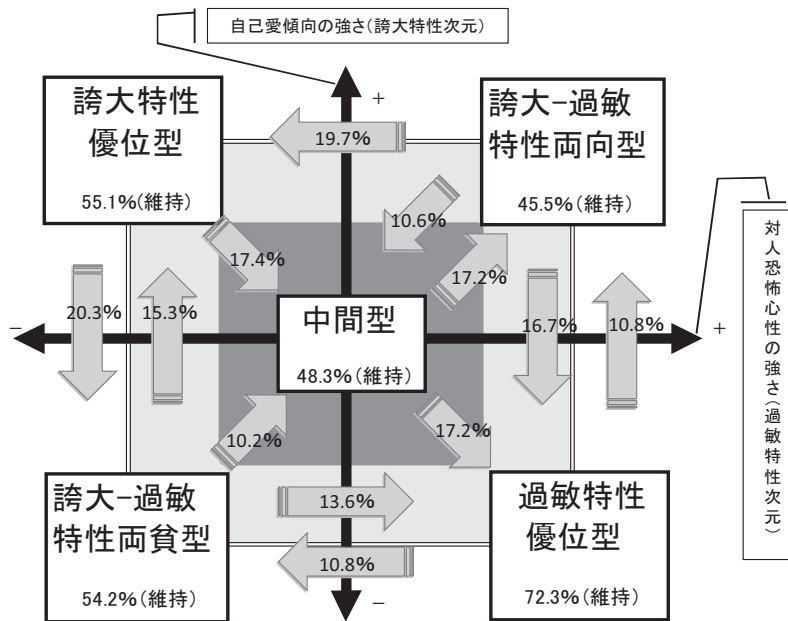 自己愛傾向の強さ(誇大特性次元)
+
誇大特性
優位型
55.1%(維持)
19.7%
誇大-過敏
特性両向型
45.5%(維持)
10.6%
17.4%
17.2%
対人恐怖心性の強さ(過敏特性次元)
20.3%
15.3%
中間型
48.3%(維持)
16.7%
10.8%
−
+
10.2%
17.2%
誇大-過敏
特性両貧型
54.2%(維持)
13.6%
10.8%
過敏特性
優位型
72.3%(維持)
−